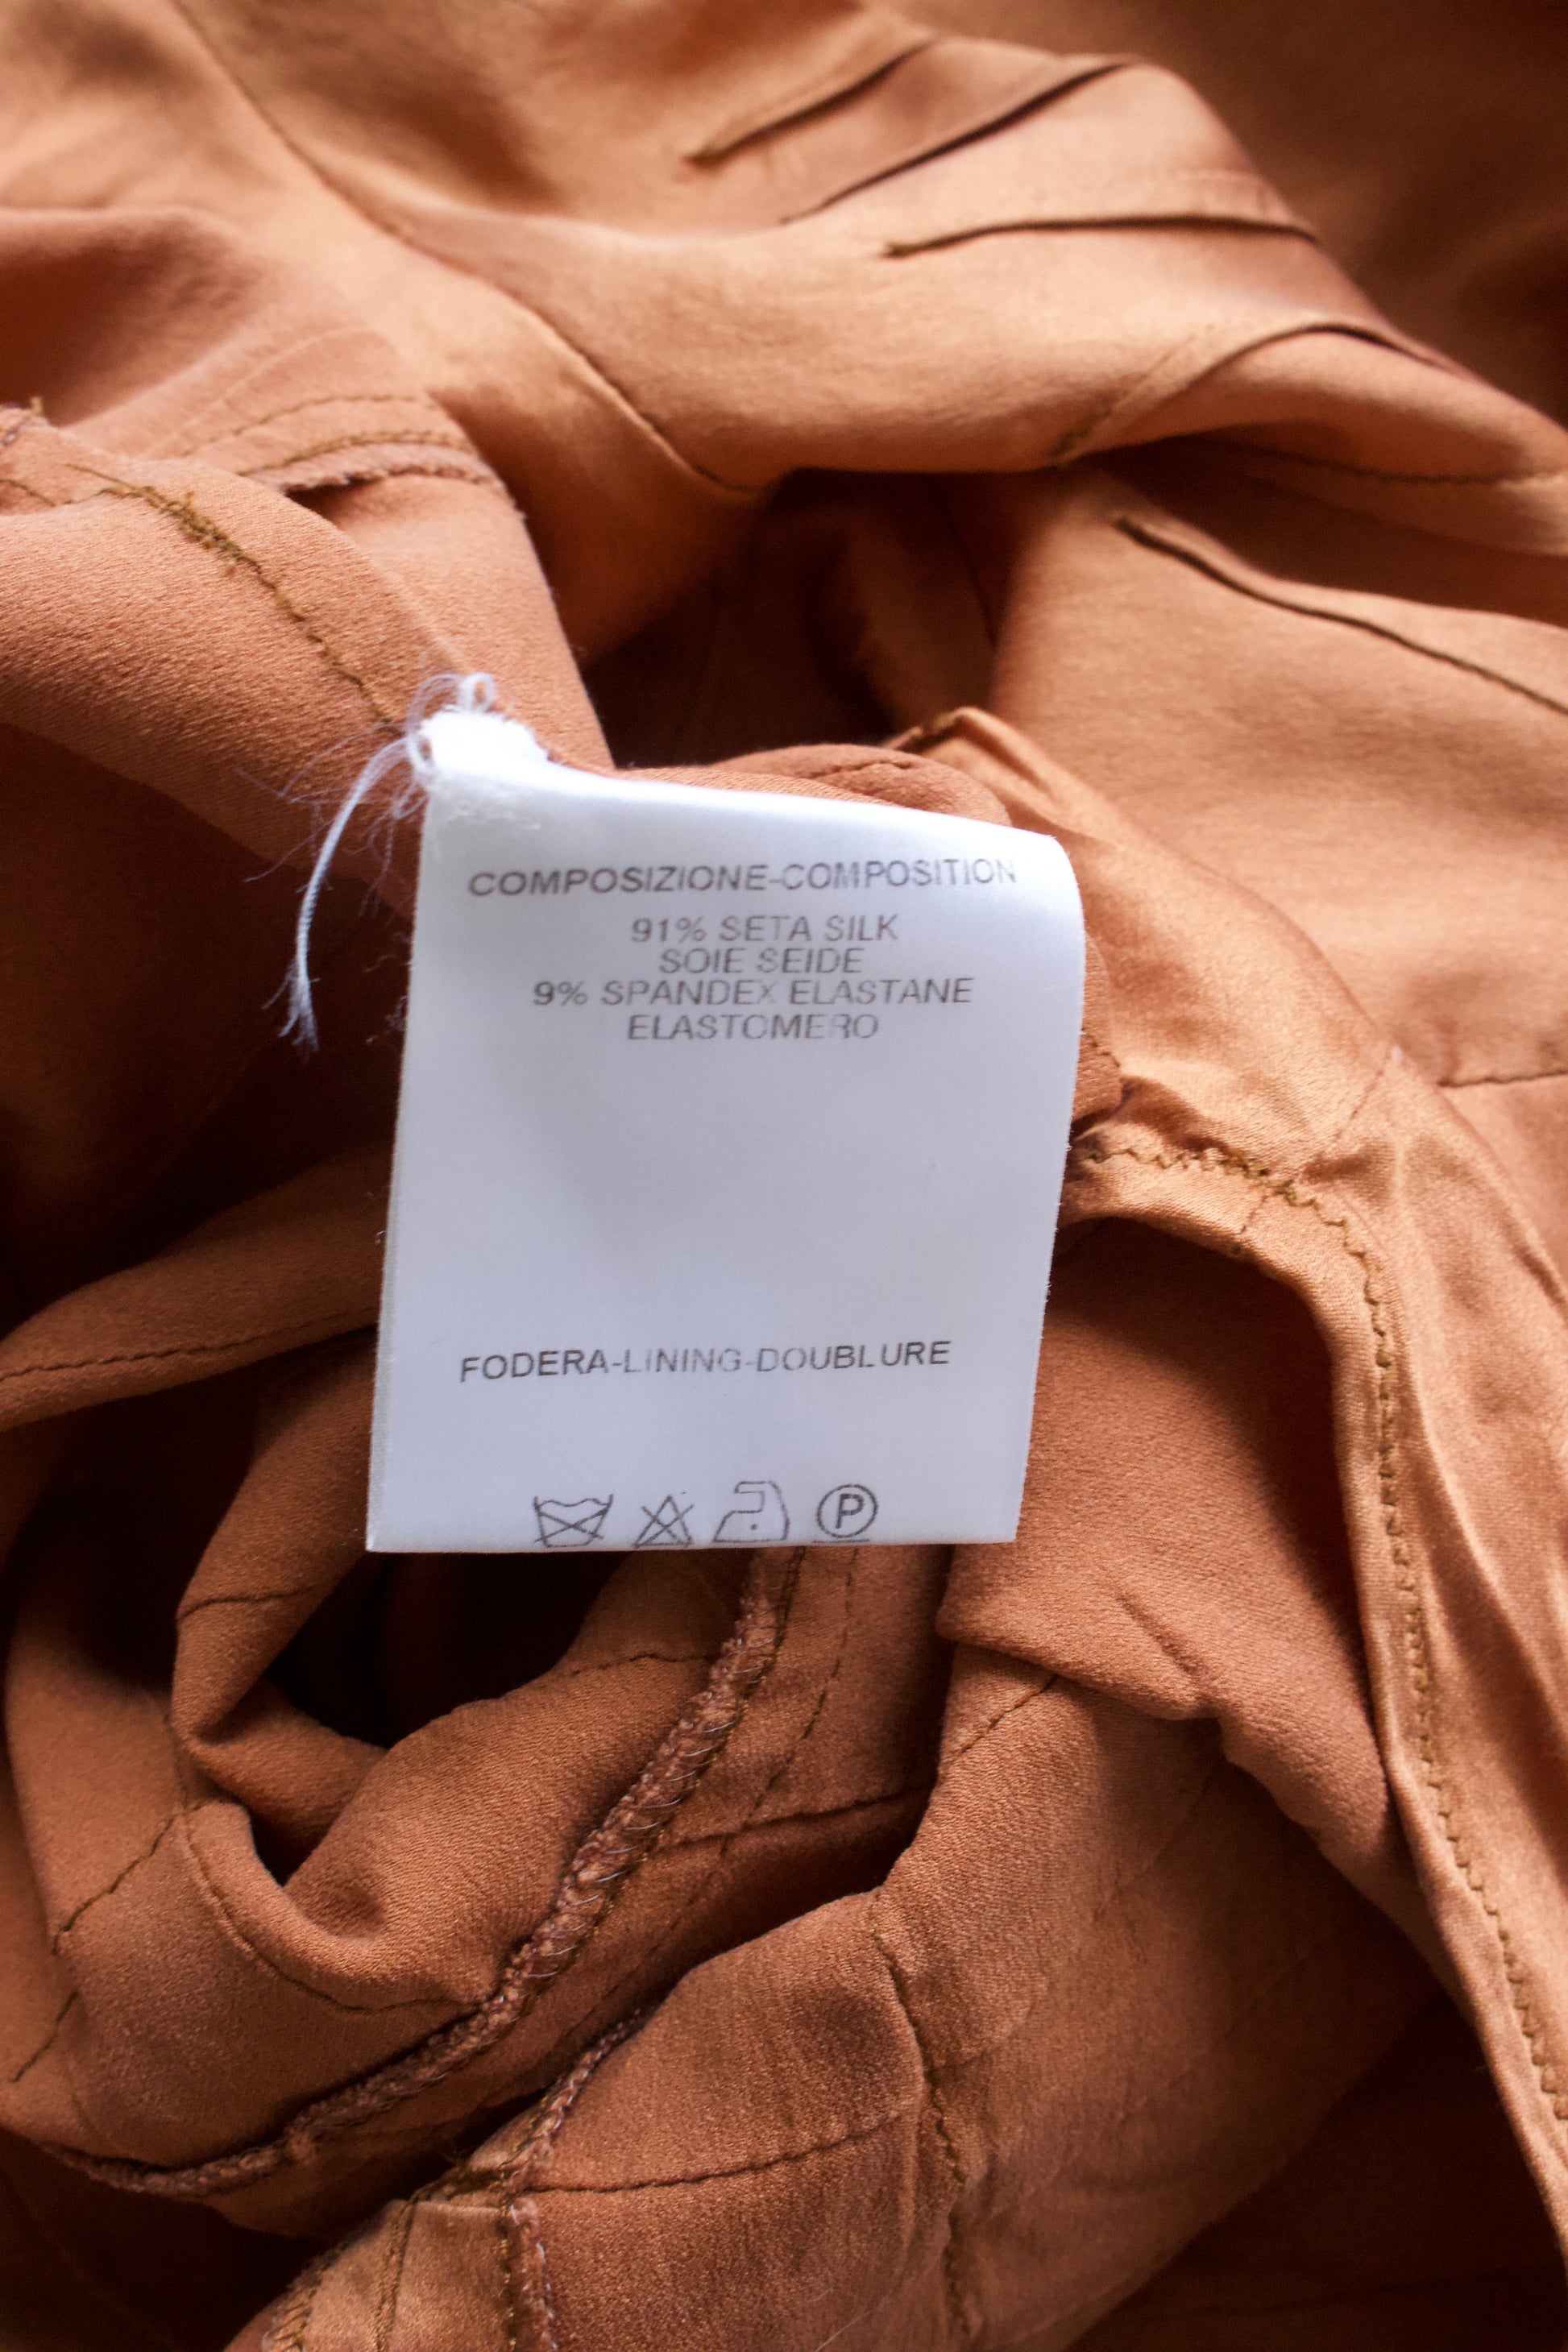 COMPOSIZIONE-COMPOSITION
91% SETA SILK
SOIE SEIDE
9% SPANDEX ELASTANE
ELASTOMERO
FODERA-LINING-DOUBLURE
P